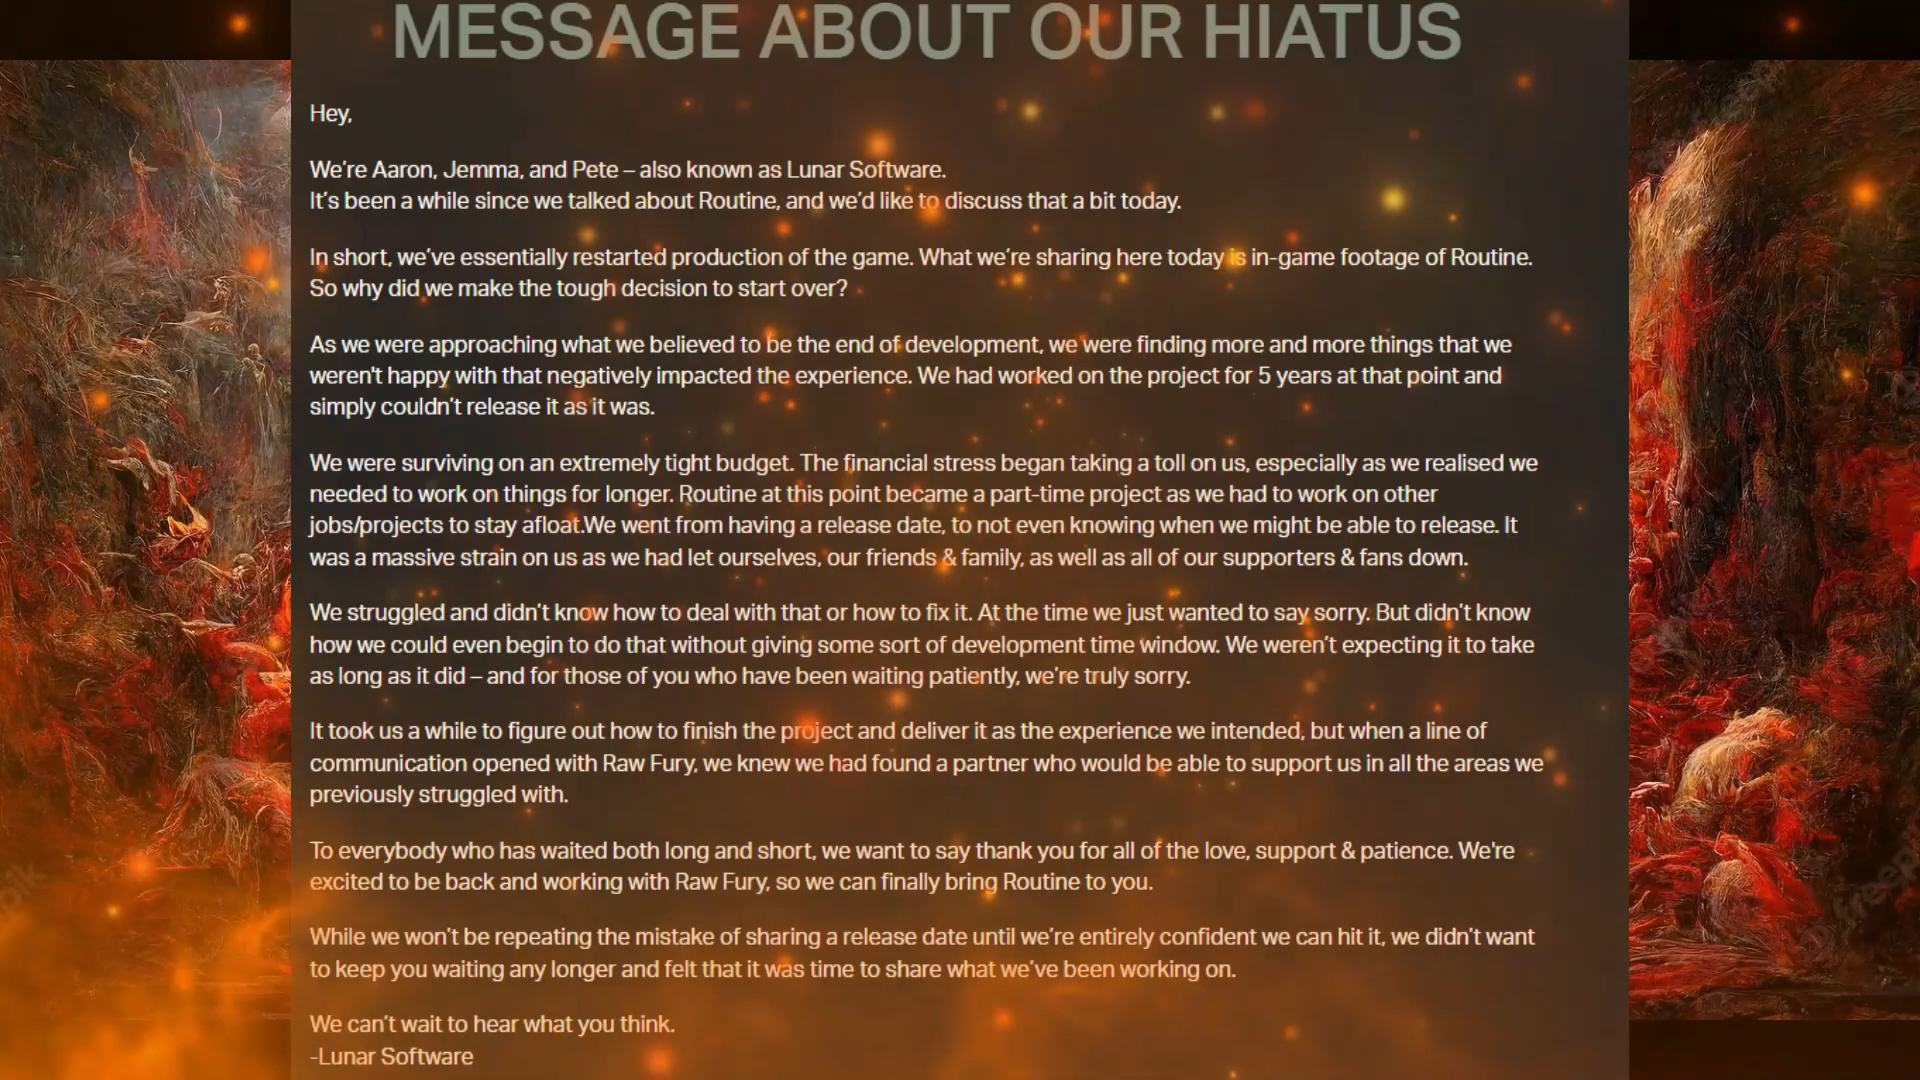 MESSAGE ABOUT OUR HIATUS
Hey,
We're Aaron, Jemma, and Pete – also known as Lunar Software.
It's been a while since we talked about Routine, and we'd like to discuss that a bit today.
In short, we've essentially restarted production of the game. What we're sharing here today is in-game footage of Routine.
So why did we make the tough decision to start over?
As we were approaching what we believed to be the end of development, we were finding more and more things that we
weren't happy with that negatively impacted the experience. We had worked on the project for 5 years at that point and
simply couldn't release it as it was.
We were surviving on an extremely tight budget. The financial stress began taking a toll on us, especially as we realised we
needed to work on things for longer. Routine at this point became a part-time project as we had to work on other
jobs/projects to stay afloat.We went from having a release date, to not even knowing when we might be able to release. It
was a massive strain on us as we had let ourselves, our friends & family, as well as all of our supporters & fans down.
We struggled and didn't know how to deal with that or how to fix it. At the time we just wanted to say sorry. But didn't know
how we could even begin to do that without giving some sort of development time window. We weren't expecting it to take
as long as it did – and for those of you who have been waiting patiently, we're truly sorry.
It took us a while to figure out how to finish the project and deliver it as the experience we intended, but when a line of
communication opened with Raw Fury, we knew we had found a partner who would be able to support us in all the areas we
previously struggled with.
To everybody who has waited both long and short, we want to say thank you for all of the love, support & patience. We're
excited to be back and working with Raw Fury, so we can finally bring Routine to you.
While we won't be repeating the mistake of sharing a release date until we're entirely confident we can hit it, we didn't want
to keep you waiting any longer and felt that it was time to share what we've been working on.
We can't wait to hear what you think.
-Lunar Software